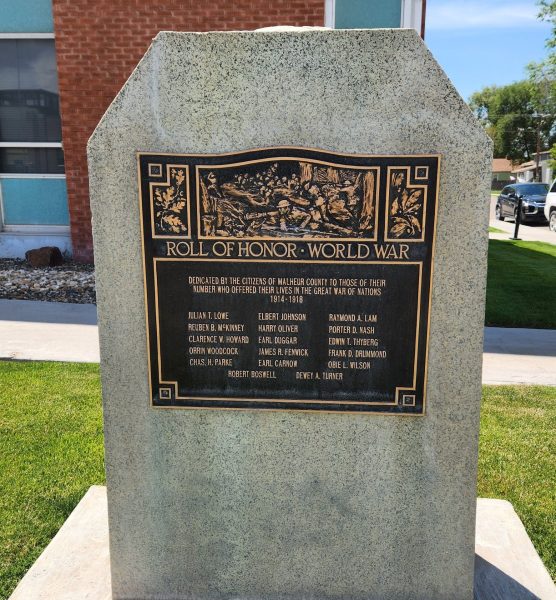 ROLL OF HONOR · WORLD WAR
DEDICATED BY THE CITIZENS OF MALHEUR COUNTY TO THOSE OF THEIR
NUMBER WHO OFFERED THEIR LIVES IN THE GREAT WAR OF NATIONS
1914-1918
JULIAN T. LOWE ELBERT JOHNSON RAYMOND A. LAM
REUBEN B. McKINNEY HARRY OLIVER PORTER D. NASH
CLARENCE W. HOWARD EARL DUGGAR EDWIN T. THYBERG
ORRIN WOODCOCK JAMES R. FENWICK FRANK D. DRUMMOND
CHAS. H. PARKE EARL CARNOW OBIE L. WILSON
ROBERT BOSWELL DEWEY A. TURNER